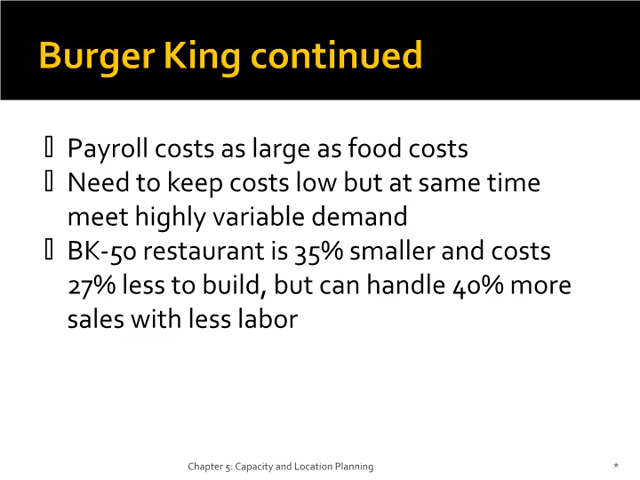 Burger King continued
▯ Payroll costs as large as food costs
▯ Need to keep costs low but at same time
meet highly variable demand
▯ BK-50 restaurant is 35% smaller and costs
27% less to build, but can handle 40% more
sales with less labor
Chapter 5: Capacity and Location Planning
*